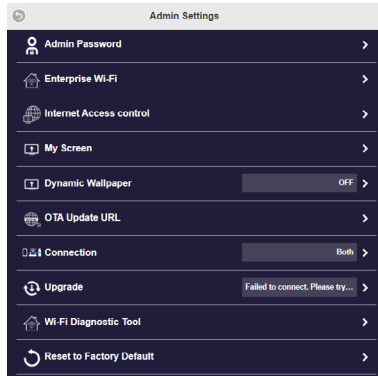 Admin Settings
Admin Password
Enterprise Wi-Fi
Internet Access control
My Screen
Dynamic Wallpaper OFF
OTA Update URL
Connection Both
Upgrade Failed to connect. Please try...
Wi-Fi Diagnostic Tool
Reset to Factory Default